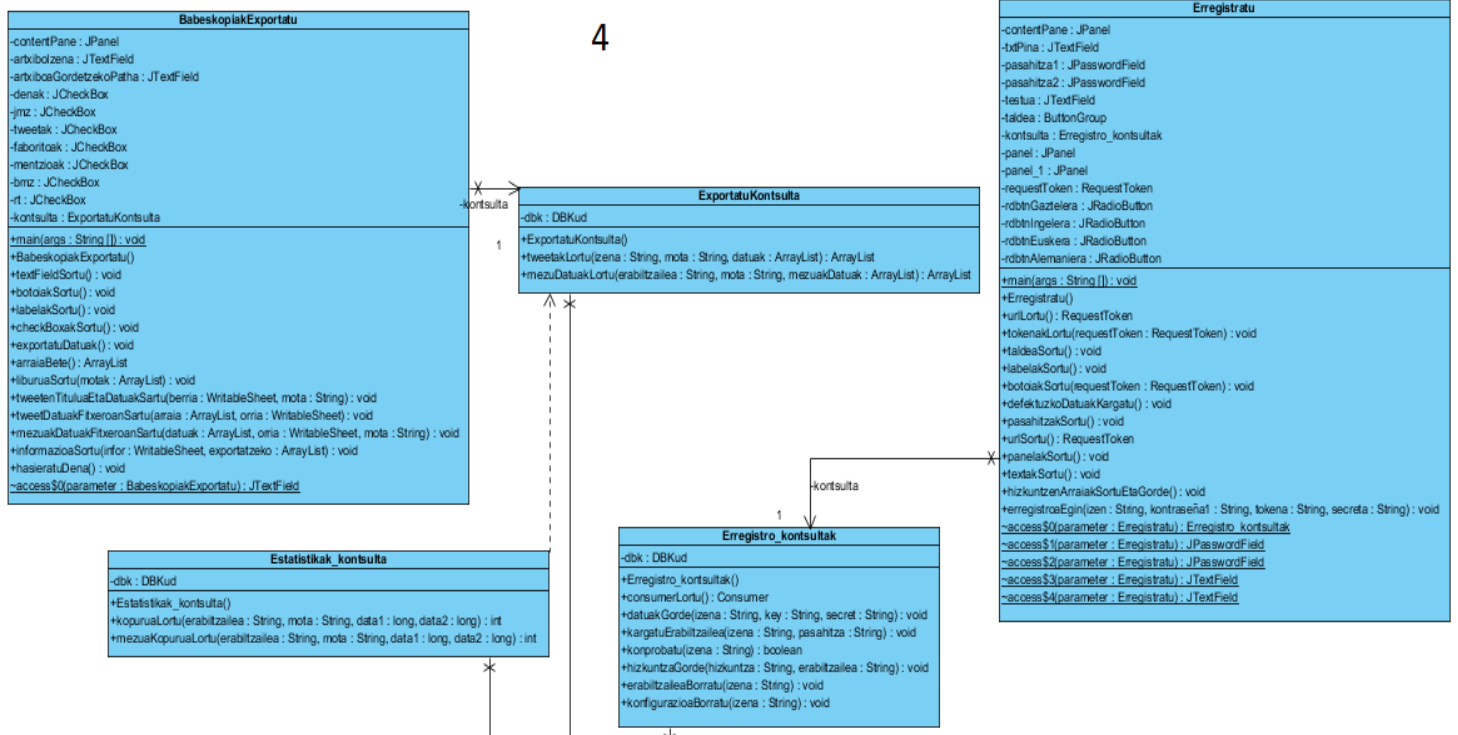 BabeskopiakExportatu
-contentPane : JPanel
-artxiboIzena : JTextField
-artxiboaGordetzekoPatha : JTextField
-denak : JCheckBox
-jmz : JCheckBox
-tweetak : JCheckBox
-faboritoak : JCheckBox
-mentzioak : JCheckBox
-bmz : JCheckBox
-rt : JCheckBox
-kontsulta : ExportatuKontsulta
+main(args : String []) : void
+BabeskopiakExportatu()
+textFieldSortu() : void
+botoiakSortu() : void
+labelakSortu() : void
+checkBoxakSortu() : void
+exportatuDatuak() : void
+arraiaBete() : ArrayList
+liburuaSortu(motak : ArrayList) : void
+tweetenTituluaEtaDatuakSartu(berria : WritableSheet, mota : String) : void
+tweetDatuakFitxeroanSartu(arraia : ArrayList, orria : WritableSheet) : void
+mezuakDatuakFitxeroanSartu(datuak : ArrayList, orria : WritableSheet, mota : String) : void
+informazioaSortu(infor : WritableSheet, exportatzeko : ArrayList) : void
+hasieratuDena() : void
~access$0(parameter : BabeskopiakExportatu) : JTextField
4
-kontsulta
1
ExportatuKontsulta
-dbk : DBKud
+ExportatuKontsulta()
+tweetakLortu(izena : String, mota : String, datuak : ArrayList) : ArrayList
+mezuDatuakLortu(erabiltzailea : String, mota : String, mezuakDatuak : ArrayList) : ArrayList
Erregistratu
-contentPane : JPanel
-txtPina : JTextField
-pasahitza1 : JPasswordField
-pasahitza2 : JPasswordField
-testua : JTextField
-taldea : ButtonGroup
-kontsulta : Erregistro_kontsultak
-panel : JPanel
-panel_1 : JPanel
-requestToken : RequestToken
-rdbtnGaztelera : JRadioButton
-rdbtnIngelera : JRadioButton
-rdbtnEuskera : JRadioButton
-rdbtnAlemaniera : JRadioButton
+main(args : String []) : void
+Erregistratu()
+urlLortu() : RequestToken
+tokenakLortu(requestToken : RequestToken) : void
+taldeaSortu() : void
+labelakSortu() : void
+botoiakSortu(requestToken : RequestToken) : void
+defektuzkoDatuakKargatu() : void
+pasahitzakSortu() : void
+urlSortu() : RequestToken
+panelakSortu() : void
+textakSortu() : void
+hizkuntzenArraiakSortuEtaGorde() : void
+erregistroaEgin(izen : String, kontraseña1 : String, tokena : String, secreta : String) : void
~access$0(parameter : Erregistratu) : Erregistro_kontsultak
~access$1(parameter : Erregistratu) : JPasswordField
~access$2(parameter : Erregistratu) : JPasswordField
~access$3(parameter : Erregistratu) : JTextField
~access$4(parameter : Erregistratu) : JTextField
-kontsulta
1
Estatistikak_kontsulta
-dbk : DBKud
+Estatistikak_kontsulta()
+kopuruaLortu(erabiltzailea : String, mota : String, data1 : long, data2 : long) : int
+mezuaKopuruaLortu(erabiltzailea : String, mota : String, data1 : long, data2 : long) : int
Erregistro_kontsultak
-dbk : DBKud
+Erregistro_kontsultak()
+consumerLortu() : Consumer
+datuakGorde(izena : String, key : String, secret : String) : void
+kargatuErabiltzailea(izena : String, pasahitza : String) : void
+konprobatu(izena : String) : boolean
+hizkuntzaGorde(hizkuntza : String, erabiltzailea : String) : void
+erabiltzaileaBorratu(izena : String) : void
+konfigurazioaBorratu(izena : String) : void